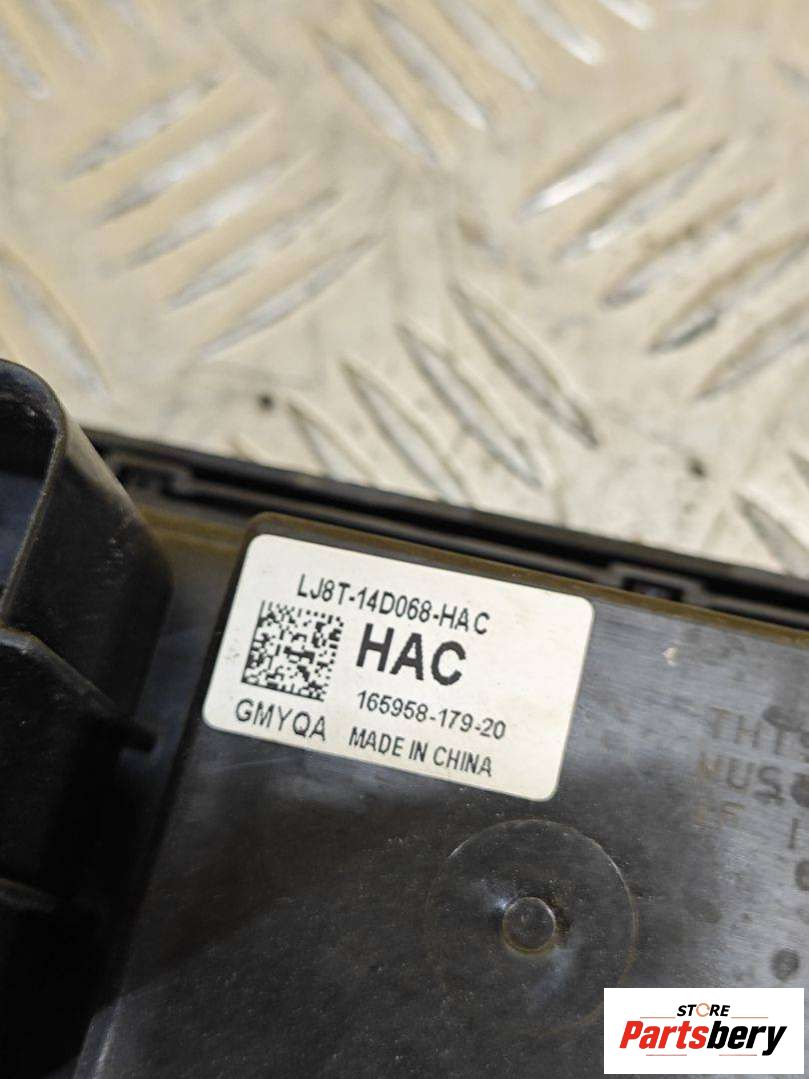 LJ8T-14D068-HAC
HAC
165958-179-20
GMYQA
MADE IN CHINA
STORE
Partsbery